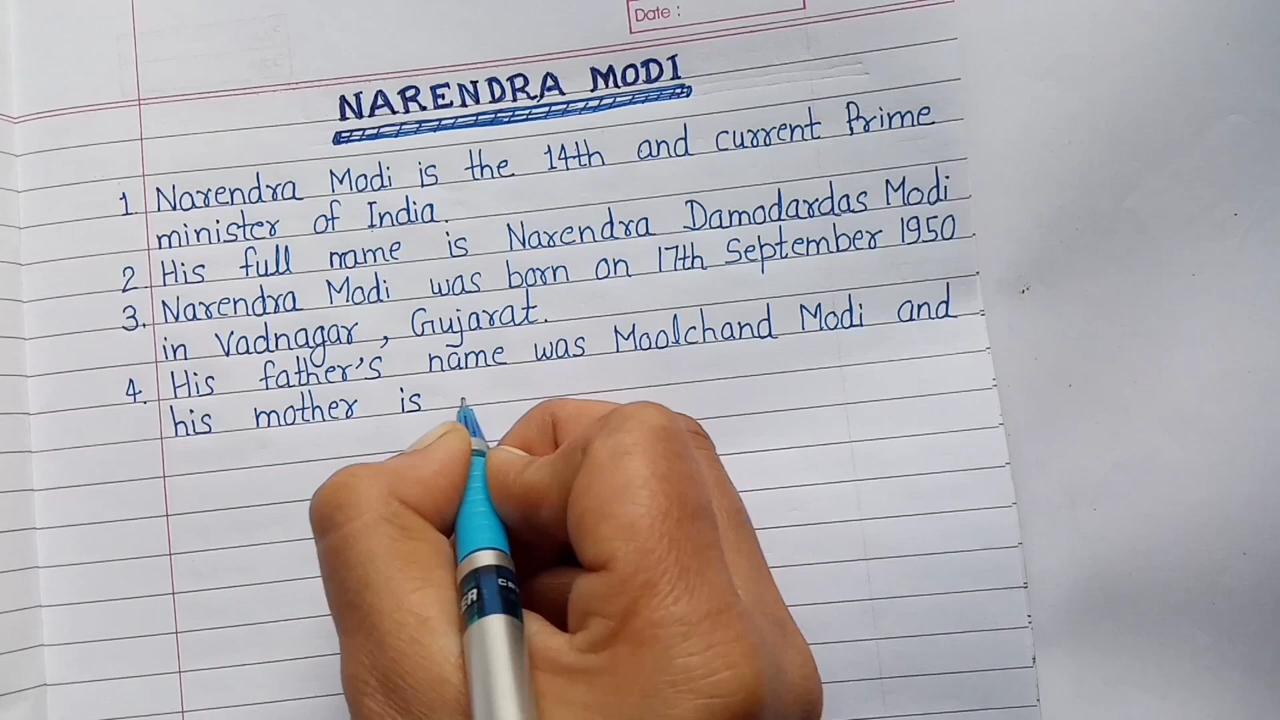 Date :
NARENDRA MODI
1. Narendra Modi is the 14th and current Prime
minister of India.
2. His full name is Narendra Damodardas Modi
3. Narendra Modi was born on 17th September 1950
in Vadnagar , Gujarat.
4. His father's name was Moolchand Modi and
his mother is